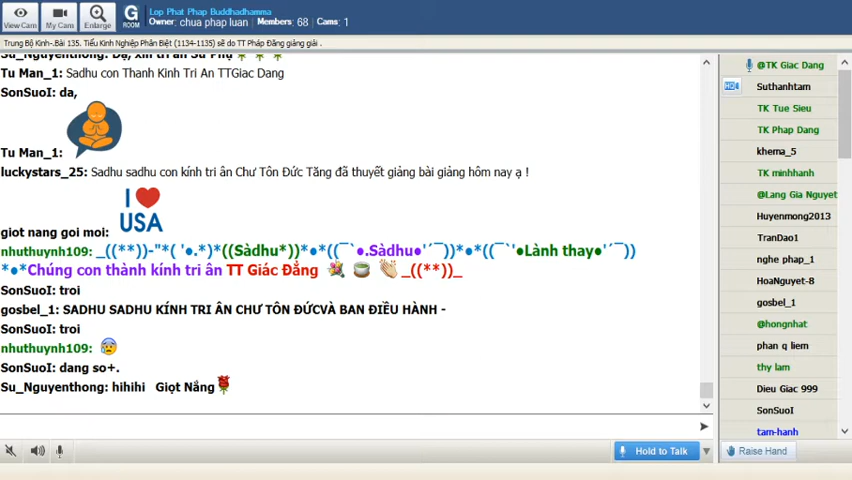 View Cam
My Cam
Enlarge
G
ROOM
Lop Phat Phap Buddhadhamma
Owner: chua phap luan Members: 68 Cams: 1
Trung Bộ Kinh-.Bài 135. Tiểu Kinh Nghiệp Phân Biệt (1134-1135) sẽ do TT Pháp Đăng giảng giải .
Su_Nguyenthong: Dạ, xin tri ân Sư Phụ
Tu Man_1: Sadhu con Thanh Kinh Tri An TTGiac Dang
SonSuoI: da,
Tu Man_1:
luckystars_25: Sadhu sadhu con kính tri ân Chư Tôn Đức Tăng đã thuyết giảng bài giảng hôm nay ạ !
I ❤ USA
giot nang goi moi:
nhuthuynh109: _((**))-"*( '●.*)*((Sàdhu*))*●*((¯`●.Sàdhu●'´¯))*●*((¯`'●Lành thay●'´¯))
*●*Chúng con thành kính tri ân TT Giác Đẳng _((**))_
SonSuoI: troi
gosbel_1: SADHU SADHU KÍNH TRI ÂN CHƯ TÔN ĐỨCVÀ BAN ĐIỀU HÀNH -
SonSuoI: troi
nhuthuynh109:
SonSuoI: dang so+.
Su_Nguyenthong: hihihi Giọt Nắng
Hold to Talk
@TK Giac Dang
Suthanhtam
TK Tue Sieu
TK Phap Dang
khema_5
TK minhhanh
@Lang Gia Nguyet
Huyenmong2013
TranDao1
nghe phap_1
HoaNguyet-8
gosbel_1
@hongnhat
phan q liem
thy lam
Dieu Giac 999
SonSuoI
tam-hanh
Raise Hand